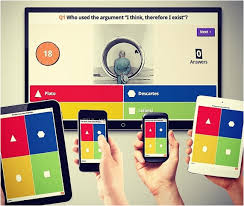 Q1 Who used the argument "I think, therefore I exist"?
Next
18
0
Answers
Plato
Descartes